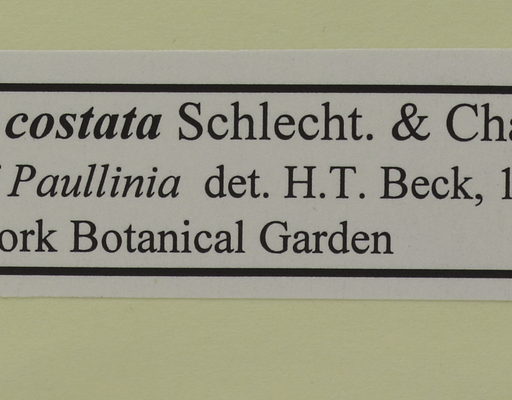 costata Schlecht. & Cha
Paullinia det. H.T. Beck, 1
ork Botanical Garden